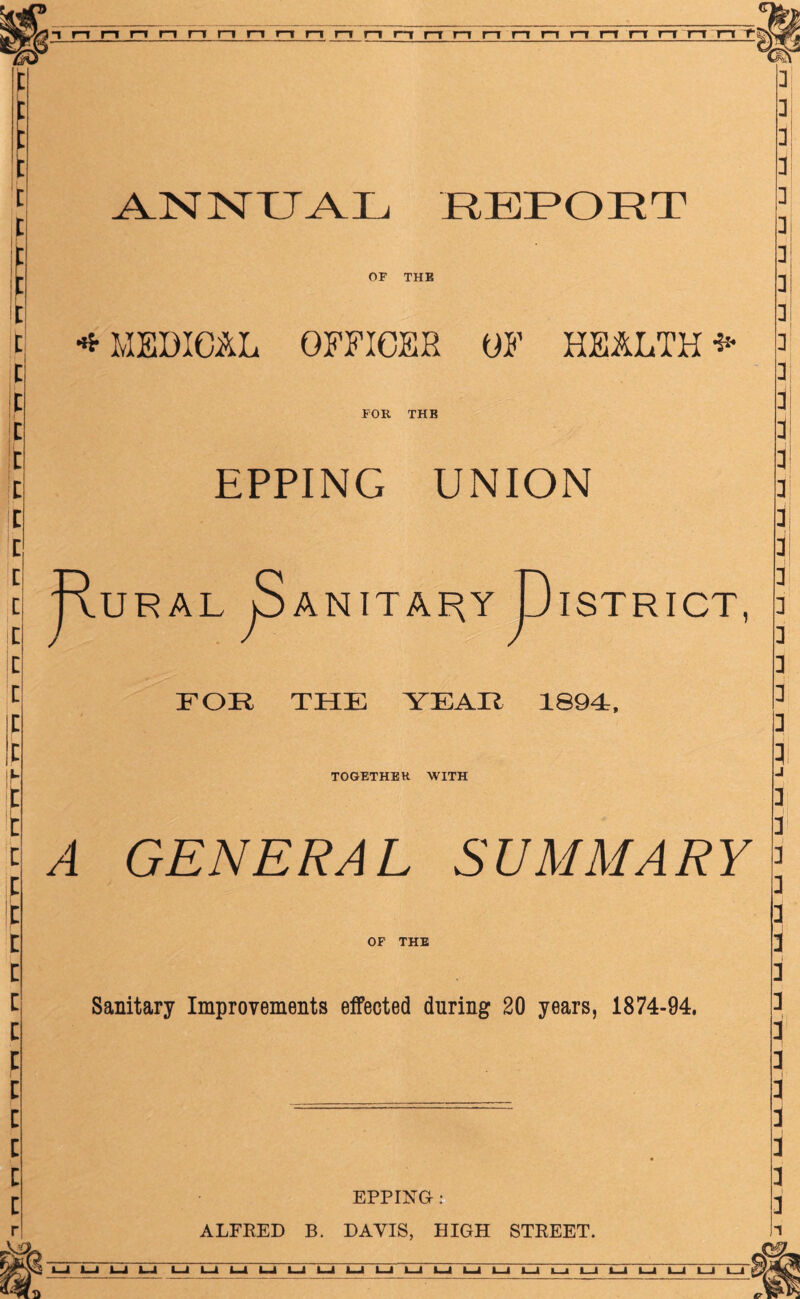 ANNUAL REPORT
OF THE
MEDICAL OFFICER OF HEALTH
FOR THE
EPPING UNION
RURAL SANITARY DISTRICT,
FOR THE YEAR 1894,
TOGETHER WITH
A GENERAL SUMMARY
OF THE
Sanitary Improvements effected during 20 years, 1874-94.
EPPING:
ALFRED B. DAVIS, HIGH STREET.